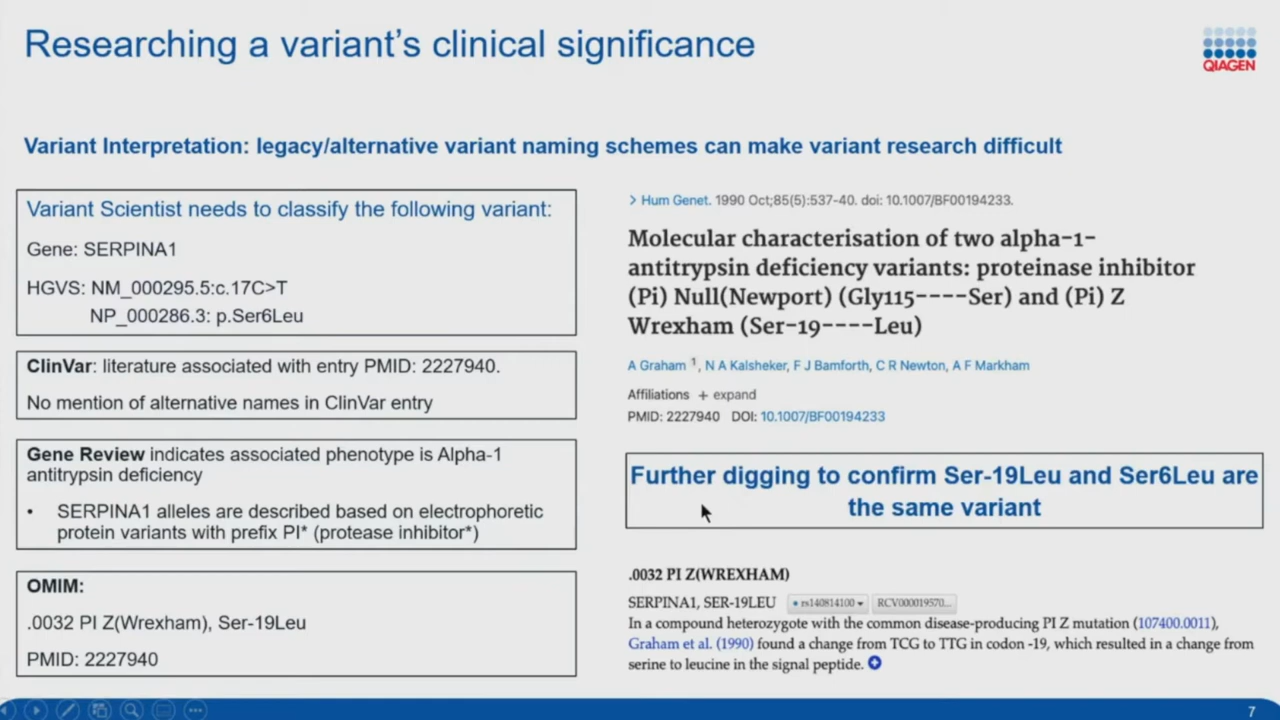 Researching a variant's clinical significance
QIAGEN
Variant Interpretation: legacy/alternative variant naming schemes can make variant research difficult
Variant Scientist needs to classify the following variant:
Gene: SERPINA1
HGVS: NM_000295.5:c.17C>T
NP_000286.3: p.Ser6Leu
ClinVar: literature associated with entry PMID: 2227940.
No mention of alternative names in ClinVar entry
Gene Review indicates associated phenotype is Alpha-1
antitrypsin deficiency
• SERPINA1 alleles are described based on electrophoretic
protein variants with prefix PI* (protease inhibitor*)
OMIM:
.0032 PI Z(Wrexham), Ser-19Leu
PMID: 2227940
> Hum Genet. 1990 Oct;85(5):537-40. doi: 10.1007/BF00194233.
Molecular characterisation of two alpha-1-
antitrypsin deficiency variants: proteinase inhibitor
(Pi) Null(Newport) (Gly115----Ser) and (Pi) Z
Wrexham (Ser-19----Leu)
A Graham 1, N A Kalsheker, F J Bamforth, C R Newton, A F Markham
Affiliations + expand
PMID: 2227940 DOI: 10.1007/BF00194233
Further digging to confirm Ser-19Leu and Ser6Leu are
the same variant
.0032 PI Z(WREXHAM)
SERPINA1, SER-19LEU rs140814100 RCV000019570...
In a compound heterozygote with the common disease-producing PI Z mutation (107400.0011),
Graham et al. (1990) found a change from TCG to TTG in codon -19, which resulted in a change from
serine to leucine in the signal peptide.
7